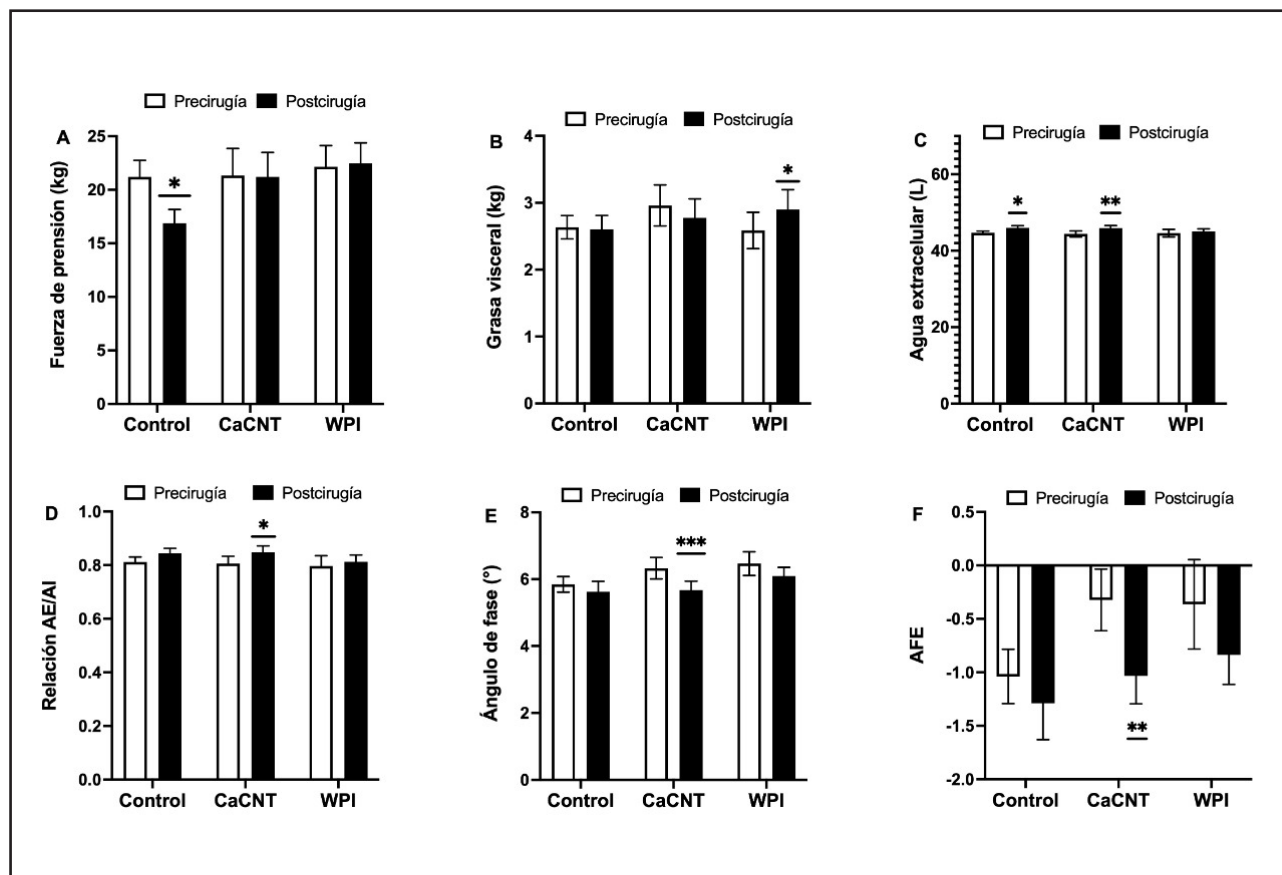 Precirugía Postcirugía
A
Fuerza de prensión (kg)
25
20
15
10
5
0
*
Control CaCNT WPI
Precirugía Postcirugía
B
Grasa visceral (kg)
4
3
2
1
0
*
Control CaCNT WPI
Precirugía Postcirugía
C
Agua extracelular (L)
60
40
20
0
* **
Control CaCNT WPI
Precirugía Postcirugía
D
Relación AE/AI
1.0
0.8
0.6
0.4
0.2
0.0
*
Control CaCNT WPI
Precirugía Postcirugía
E
Ángulo de fase (°)
8
6
4
2
0
***
Control CaCNT WPI
Precirugía Postcirugía
F
AFE
0.5
0.0
-0.5
-1.0
-1.5
-2.0
**
Control CaCNT WPI